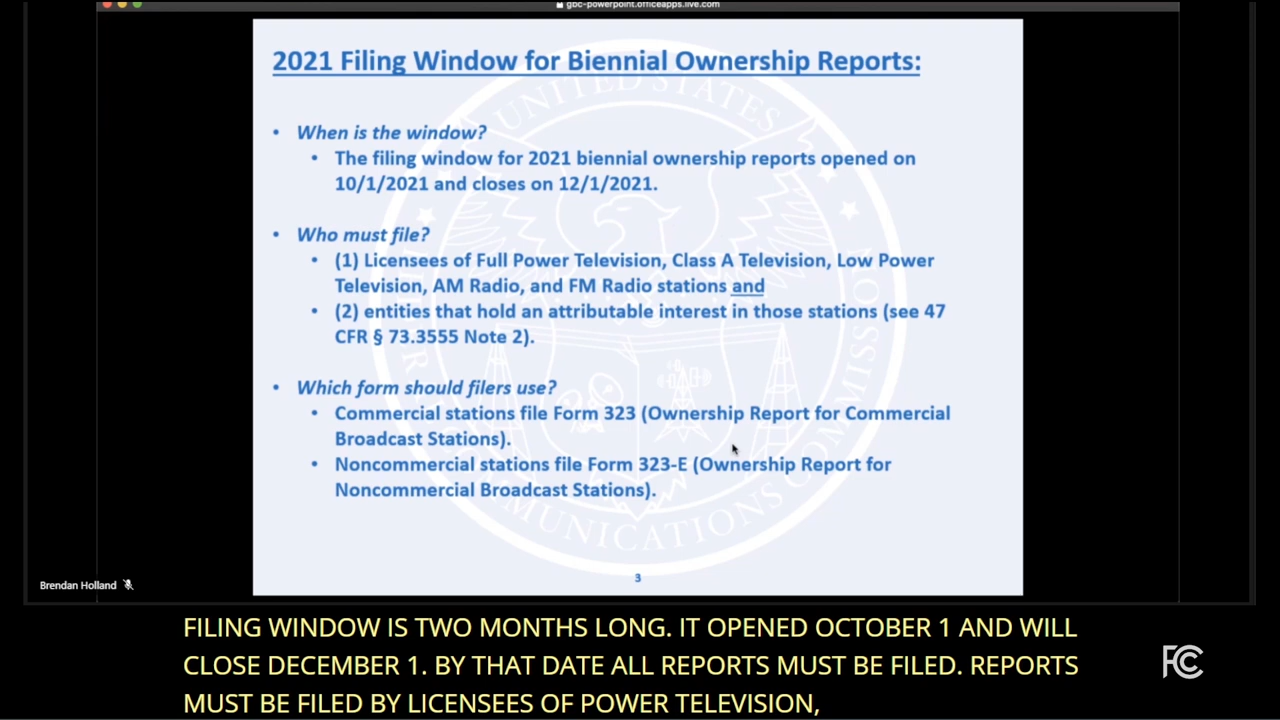 gbc-powerpoint.officeapps.live.com
2021 Filing Window for Biennial Ownership Reports:
• When is the window?
• The filing window for 2021 biennial ownership reports opened on
10/1/2021 and closes on 12/1/2021.
• Who must file?
• (1) Licensees of Full Power Television, Class A Television, Low Power
Television, AM Radio, and FM Radio stations and
• (2) entities that hold an attributable interest in those stations (see 47
CFR § 73.3555 Note 2).
• Which form should filers use?
• Commercial stations file Form 323 (Ownership Report for Commercial
Broadcast Stations).
• Noncommercial stations file Form 323-E (Ownership Report for
Noncommercial Broadcast Stations).
UNITED STATES
COMMUNICATIONS COMMISSION
3
Brendan Holland
FILING WINDOW IS TWO MONTHS LONG. IT OPENED OCTOBER 1 AND WILL
CLOSE DECEMBER 1. BY THAT DATE ALL REPORTS MUST BE FILED. REPORTS
MUST BE FILED BY LICENSEES OF POWER TELEVISION,
FCC